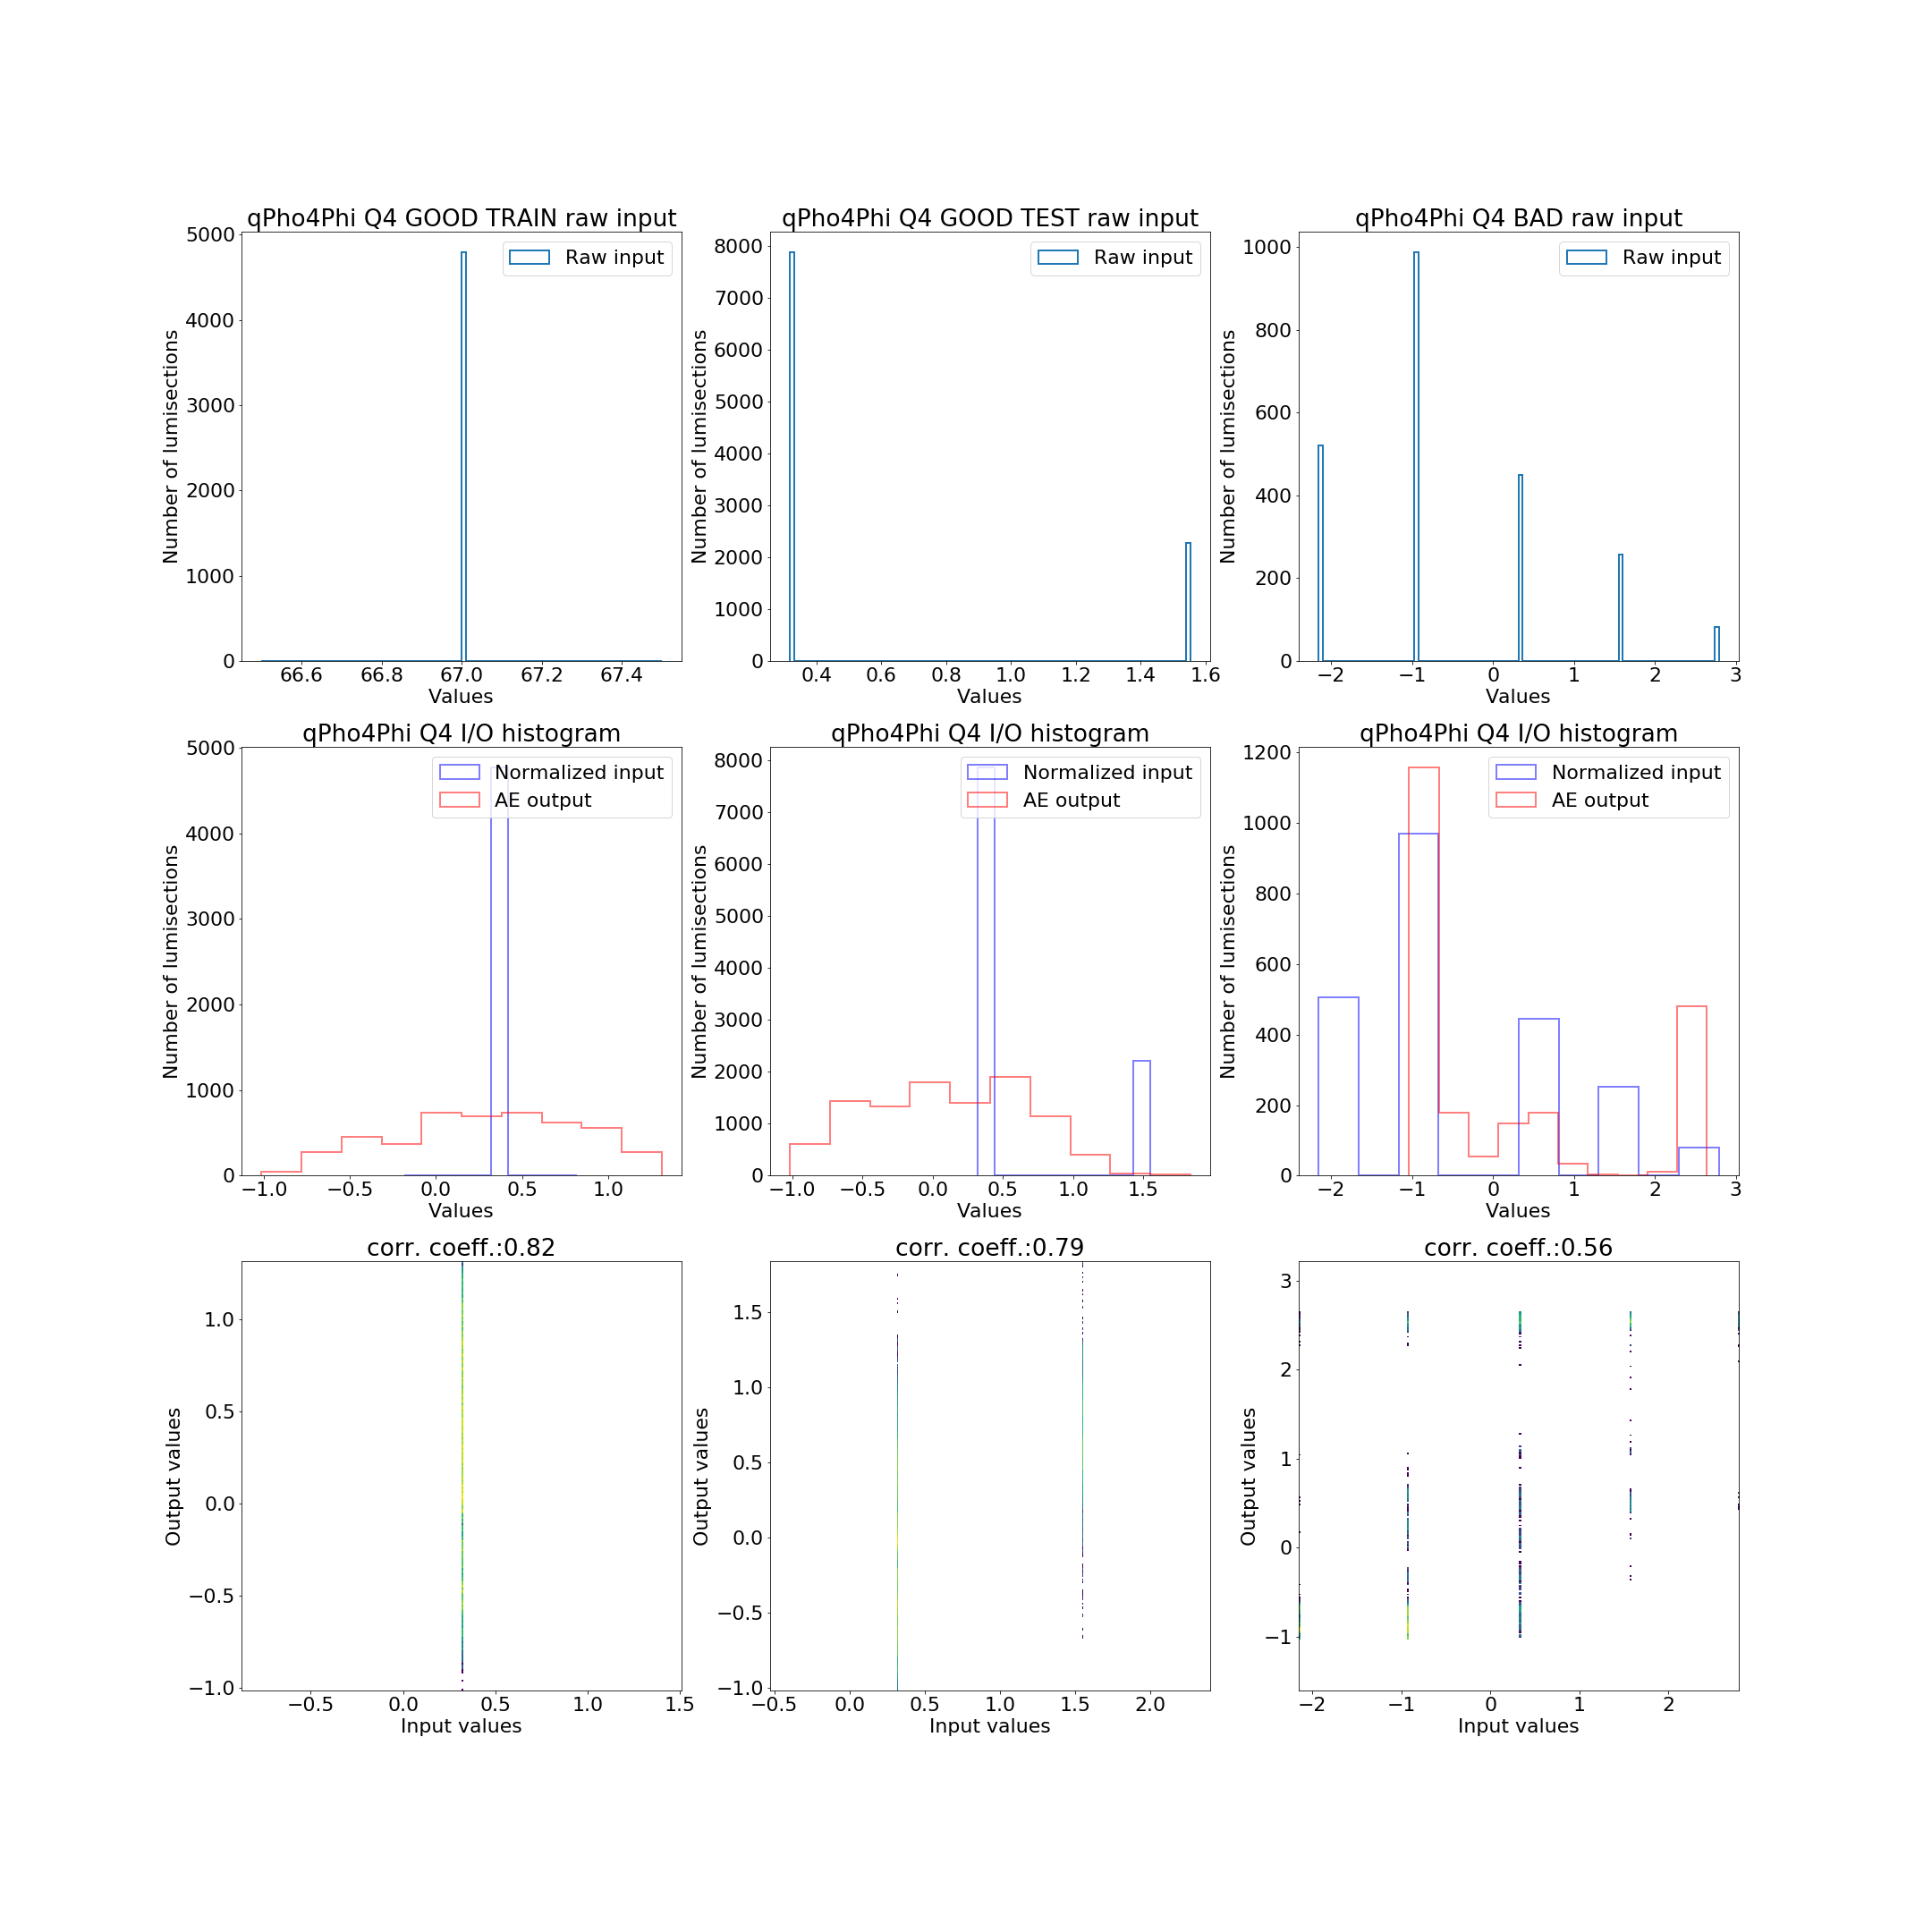 qPho4Phi Q4 GOOD TRAIN raw input
Raw input
5000
4000
3000
2000
1000
0
Number of lumisections
66.6 66.8 67.0 67.2 67.4
Values
qPho4Phi Q4 GOOD TEST raw input
Raw input
8000
7000
6000
5000
4000
3000
2000
1000
0
Number of lumisections
0.4 0.6 0.8 1.0 1.2 1.4 1.6
Values
qPho4Phi Q4 BAD raw input
Raw input
1000
800
600
400
200
0
Number of lumisections
−2 −1 0 1 2 3
Values
qPho4Phi Q4 I/O histogram
Normalized input
AE output
5000
4000
3000
2000
1000
0
Number of lumisections
−1.0 −0.5 0.0 0.5 1.0
Values
qPho4Phi Q4 I/O histogram
Normalized input
AE output
8000
7000
6000
5000
4000
3000
2000
1000
0
Number of lumisections
−1.0 −0.5 0.0 0.5 1.0 1.5
Values
qPho4Phi Q4 I/O histogram
Normalized input
AE output
1200
1000
800
600
400
200
0
Number of lumisections
−2 −1 0 1 2 3
Values
corr. coeff.:0.82
1.0
0.5
0.0
−0.5
−1.0
Output values
−0.5 0.0 0.5 1.0 1.5
Input values
corr. coeff.:0.79
1.5
1.0
0.5
0.0
−0.5
−1.0
Output values
−0.5 0.0 0.5 1.0 1.5 2.0
Input values
corr. coeff.:0.56
3
2
1
0
−1
Output values
−2 −1 0 1 2
Input values